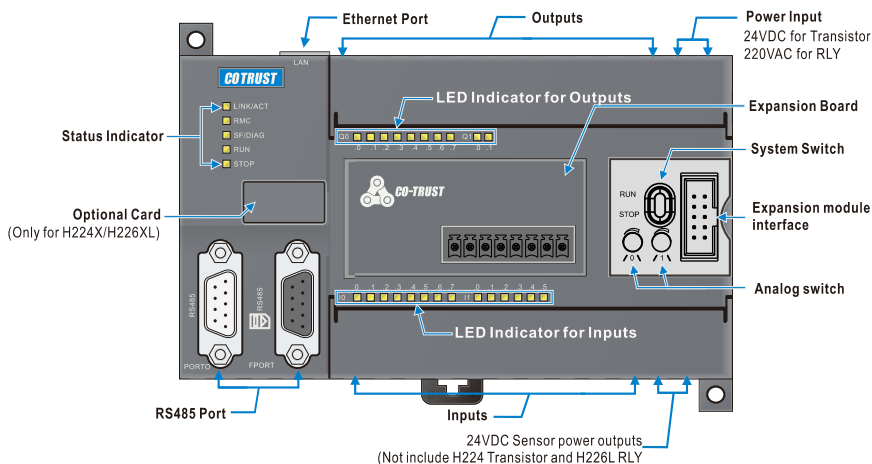 Ethernet Port
Outputs
Power Input
24VDC for Transistor
220VAC for RLY
LAN
COTRUST
LINK/ACT
RMC
SF/DIAG
RUN
STOP
Status Indicator
LED Indicator for Outputs
Q0
Q1
.0 .1 .2 .3 .4 .5 .6 .7 .0 .1
Expansion Board
System Switch
CO-TRUST
RUN
STOP
Expansion module
interface
Optional Card
(Only for H224X/H226XL)
0 1
Analog switch
0 1 2 3 4 5 6 7 0 1 2 3 4 5
I0
I1
LED Indicator for Inputs
RS485
RS485
PORTO
FPORT
RS485 Port
Inputs
24VDC Sensor power outputs
(Not include H224 Transistor and H226L RLY